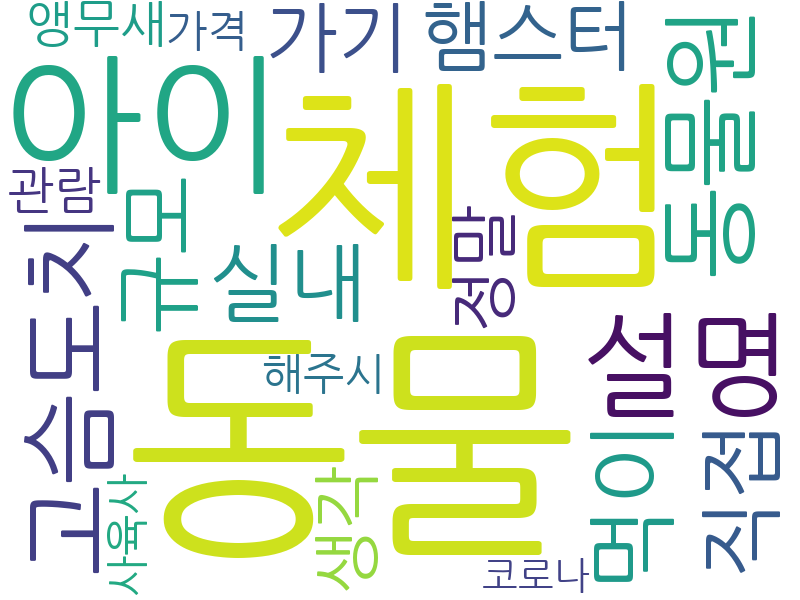 앵무새
가격
가기
햄스터
동물원
아이
체험
관람
규모
실내
정말
고슴도치
동물
해주시
설명
직접
먹이
생각
사육사
코로나